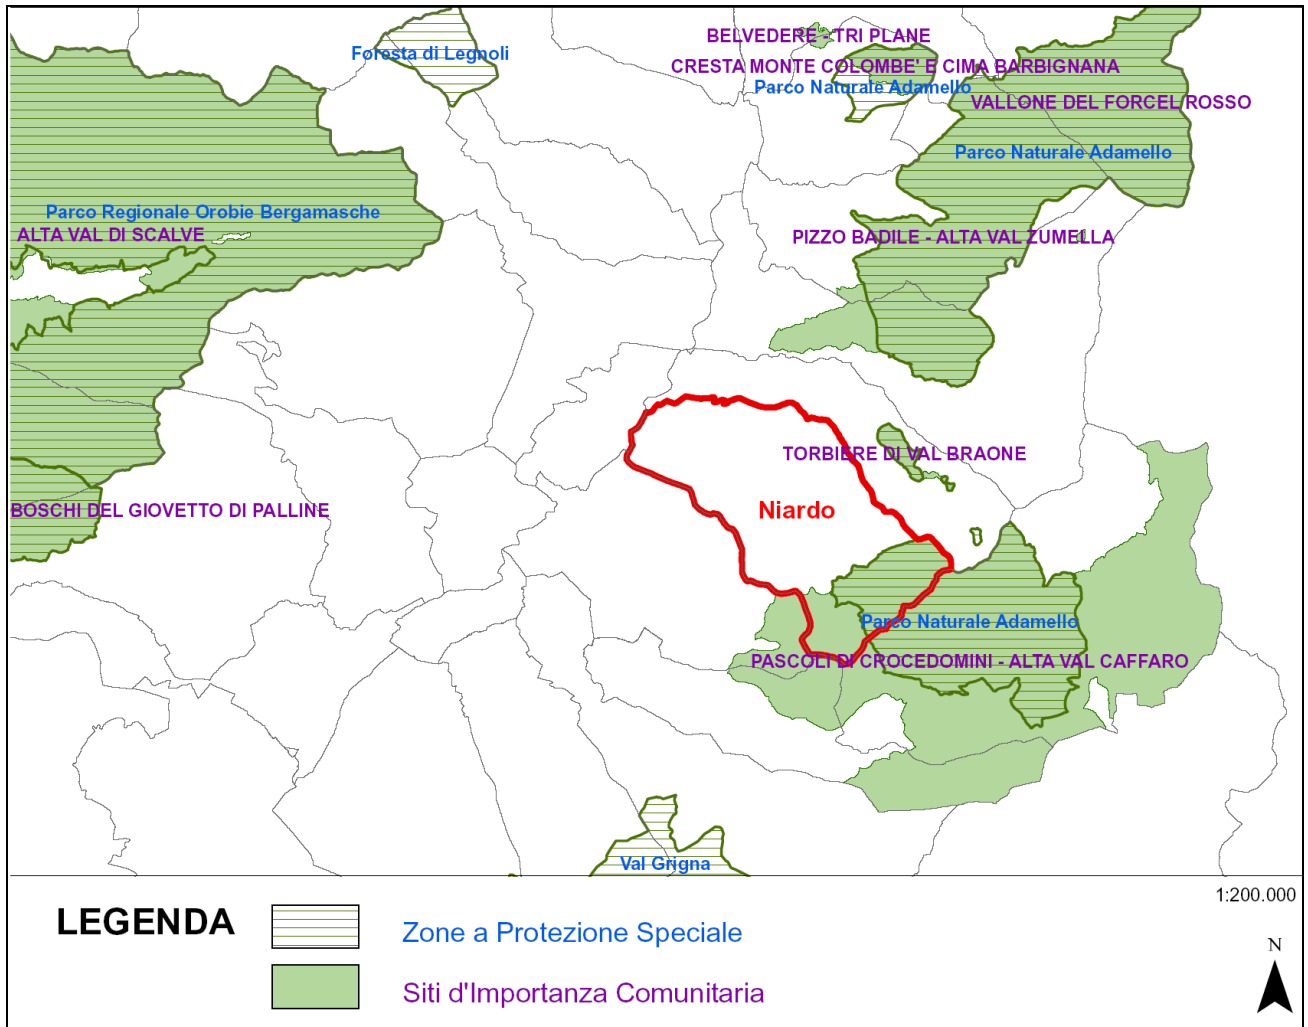 BELVEDERE - TRI PLANE
Foresta di Legnoli
CRESTA MONTE COLOMBE' E CIMA BARBIGNANA
Parco Naturale Adamello
VALLONE DEL FORCEL ROSSO
Parco Naturale Adamello
Parco Regionale Orobie Bergamasche
ALTA VAL DI SCALVE
PIZZO BADILE - ALTA VAL ZUMELLA
TORBIERE DI VAL BRAONE
BOSCHI DEL GIOVETTO DI PALLINE
Niardo
Parco Naturale Adamello
PASCOLI DI CROCEDOMINI - ALTA VAL CAFFARO
Val Grigna
1:200.000
LEGENDA
Zone a Protezione Speciale
N
Siti d'Importanza Comunitaria